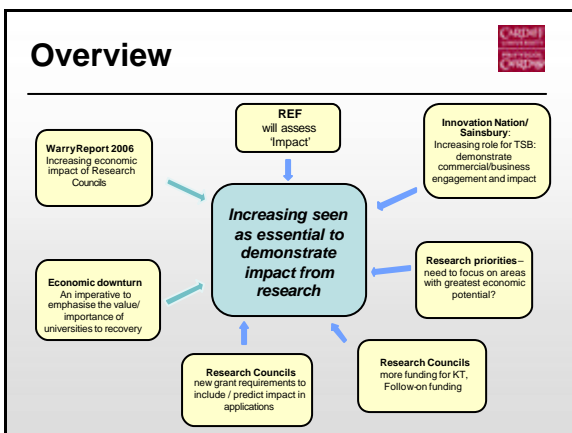 Overview
CARDIFF
UNIVERSITY
PRIFYSGOL
CAERDYDD
REF
will assess
‘Impact’
Innovation Nation/
Sainsbury:
Increasing role for TSB:
demonstrate
commercial/business
engagement and impact
WarryReport 2006
Increasing economic
impact of Research
Councils
Increasing seen
as essential to
demonstrate
impact from
research
Research priorities–
need to focus on areas
with greatest economic
potential?
Economic downturn
An imperative to
emphasise the value/
importance of
universities to recovery
Research Councils
new grant requirements to
include / predict impact in
applications
Research Councils
more funding for KT,
Follow-on funding